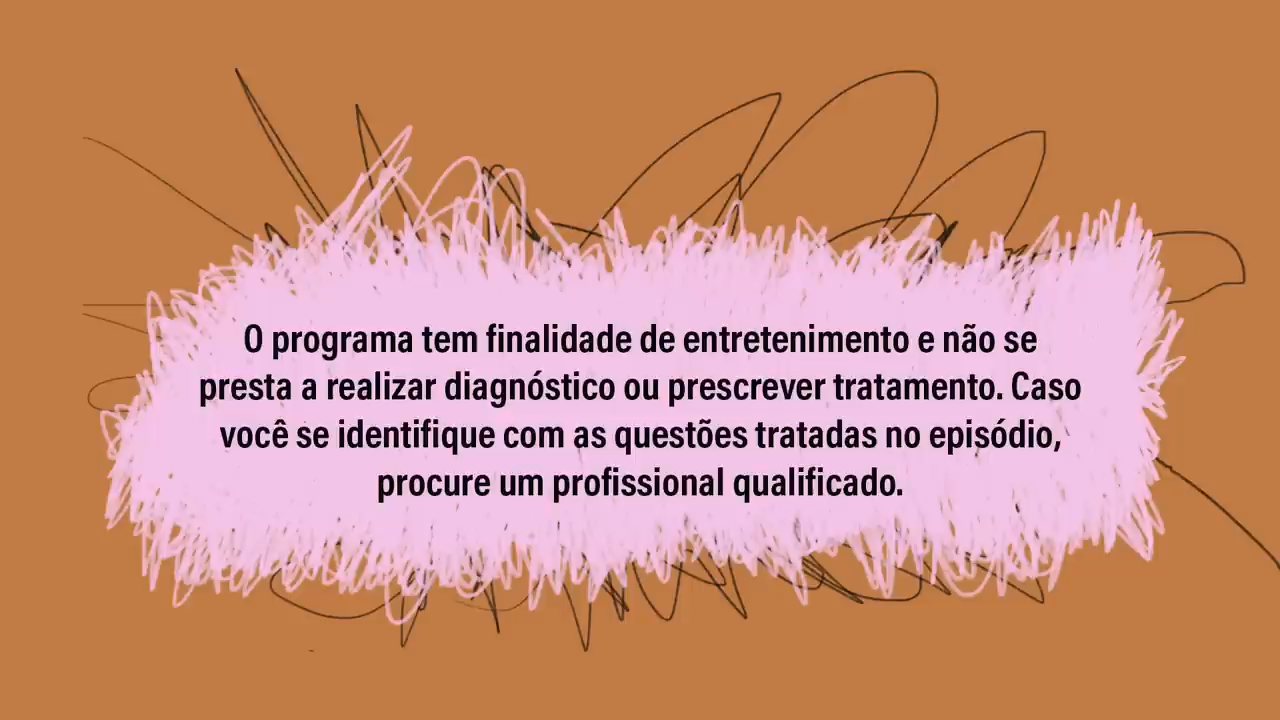 O programa tem finalidade de entretenimento e não se
presta a realizar diagnóstico ou prescrever tratamento. Caso
você se identifique com as questões tratadas no episódio,
procure um profissional qualificado.